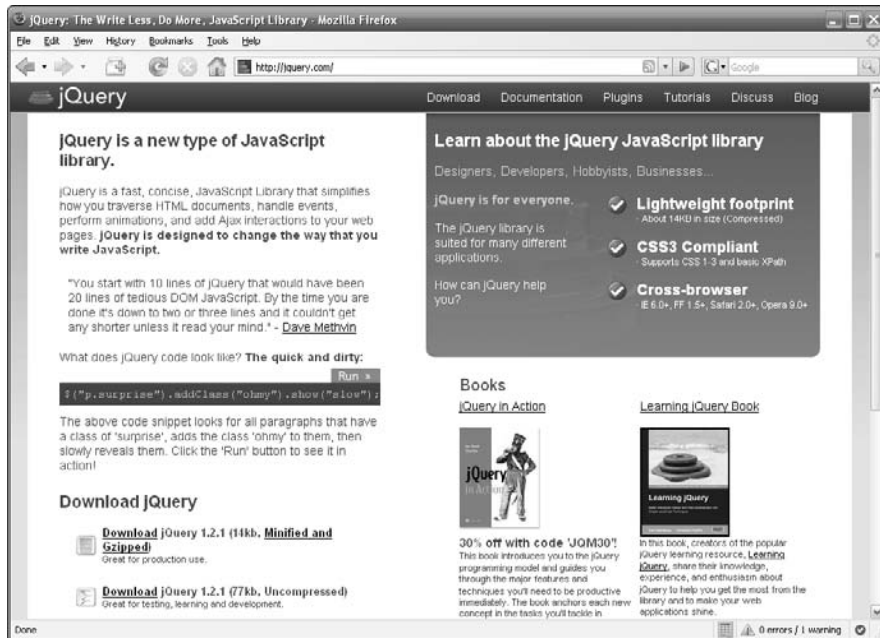 jQuery: The Write Less, Do More, JavaScript Library - Mozilla Firefox
File Edit View History Bookmarks Tools Help
http://jquery.com/
Google
jQuery
Download Documentation Plugins Tutorials Discuss Blog
jQuery is a new type of JavaScript
library.
jQuery is a fast, concise, JavaScript Library that simplifies
how you traverse HTML documents, handle events,
perform animations, and add Ajax interactions to your web
pages. jQuery is designed to change the way that you
write JavaScript.
"You start with 10 lines of jQuery that would have been
20 lines of tedious DOM JavaScript. By the time you are
done it's down to two or three lines and it couldn't get
any shorter unless it read your mind." - Dave Methvin
What does jQuery code look like? The quick and dirty:
Run »
$("p.surprise").addClass("ohmy").show("slow");
The above code snippet looks for all paragraphs that have
a class of 'surprise', adds the class 'ohmy' to them, then
slowly reveals them. Click the 'Run' button to see it in
action!
Download jQuery
Download jQuery 1.2.1 (14kb, Minified and
Gzipped)
Great for production use.
Download jQuery 1.2.1 (77kb, Uncompressed)
Great for testing, learning and development.
Learn about the jQuery JavaScript library
Designers, Developers, Hobbyists, Businesses...
jQuery is for everyone.
The jQuery library is
suited for many different
applications.
How can jQuery help
you?
Lightweight footprint
- About 14KB in size (Compressed)
CSS3 Compliant
- Supports CSS 1-3 and basic XPath
Cross-browser
- IE 6.0+, FF 1.5+, Safari 2.0+, Opera 9.0+
Books
jQuery in Action
jQuery
in Action
30% off with code 'JQM30'!
This book introduces you to the jQuery
programming model and guides you
through the major features and
techniques you'll need to be productive
immediately. The book anchors each new
concept in the tasks you'll tackle in
Learning jQuery Book
Learning jQuery
In this book, creators of the popular
jQuery learning resource, Learning
jQuery, share their knowledge,
experience, and enthusiasm about
jQuery to help you get the most from the
library and to make your web
applications shine.
Done
0 errors / 1 warning